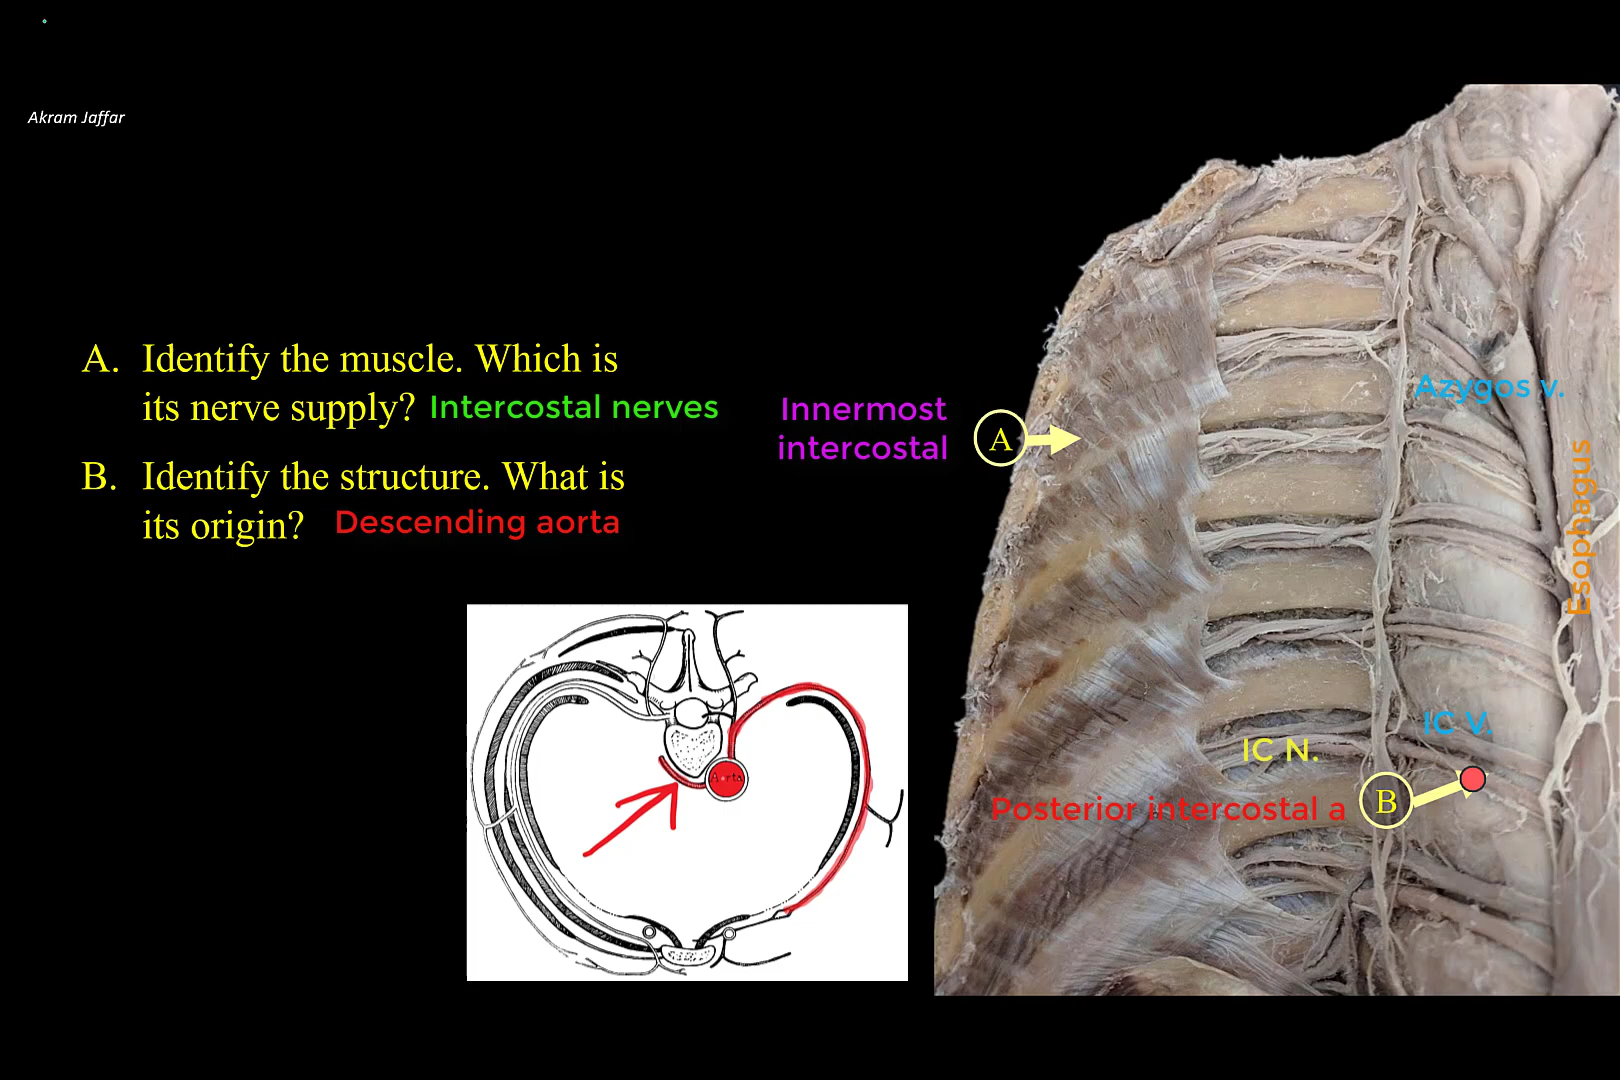 Akram Jaffar
A. Identify the muscle. Which is
its nerve supply? Intercostal nerves
B. Identify the structure. What is
its origin? Descending aorta
Innermost
intercostal
A
Azygos v.
Esophagus
IC V.
IC N.
Posterior intercostal a
B
Aorta